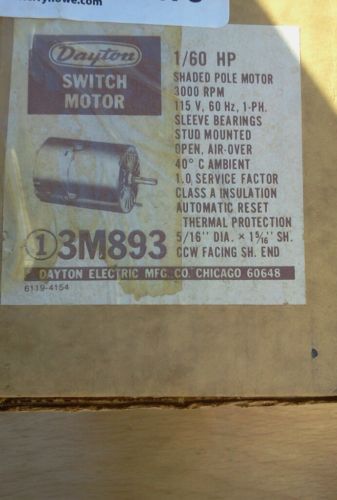 Dayton
SWITCH
MOTOR
1/60 HP
SHADED POLE MOTOR
3000 RPM
115 V, 60 Hz, 1-PH.
SLEEVE BEARINGS
STUD MOUNTED
OPEN, AIR-OVER
40° C AMBIENT
1.0 SERVICE FACTOR
CLASS A INSULATION
AUTOMATIC RESET
THERMAL PROTECTION
5/16" DIA. × 1 5/16" SH.
CCW FACING SH. END
① 3M893
DAYTON ELECTRIC MFG. CO. CHICAGO 60648
6119-4154